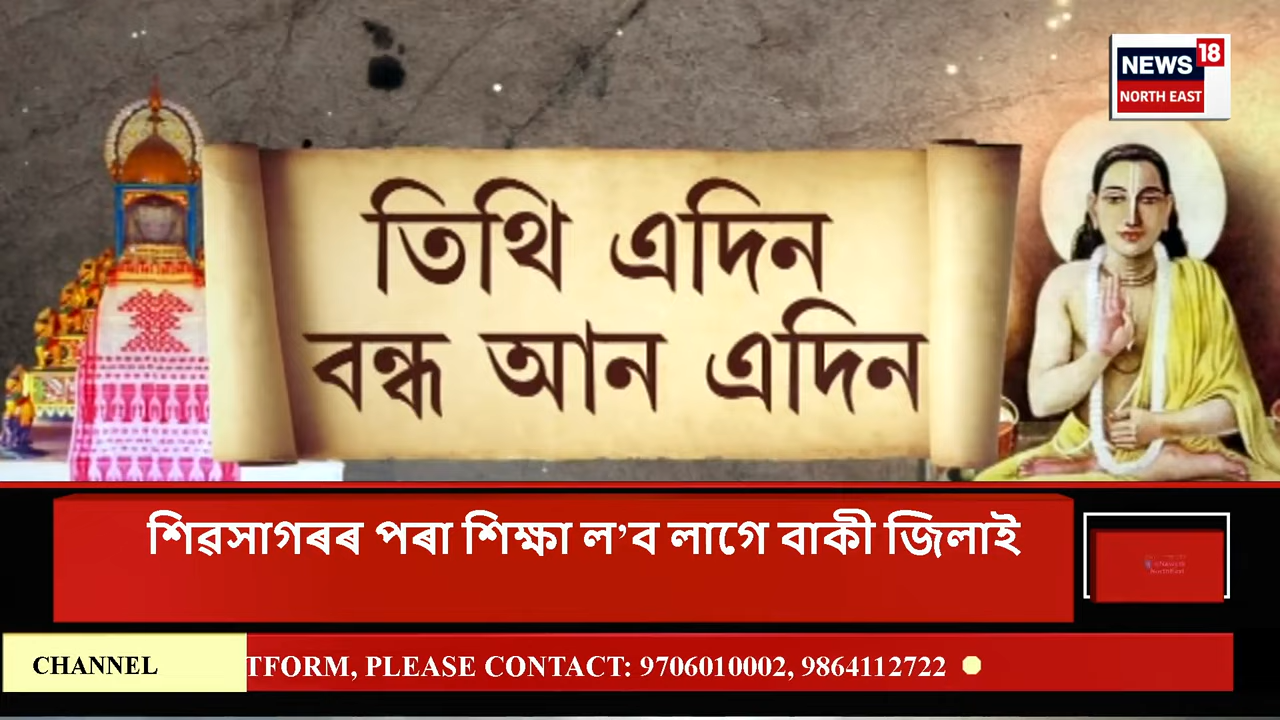 NEWS 18
NORTH EAST
তিথি এদিন
বন্ধ আন এদিন
শিৱসাগৰৰ পৰা শিক্ষা ল’ব লাগে বাকী জিলাই
CHANNEL TFORM, PLEASE CONTACT: 9706010002, 9864112722